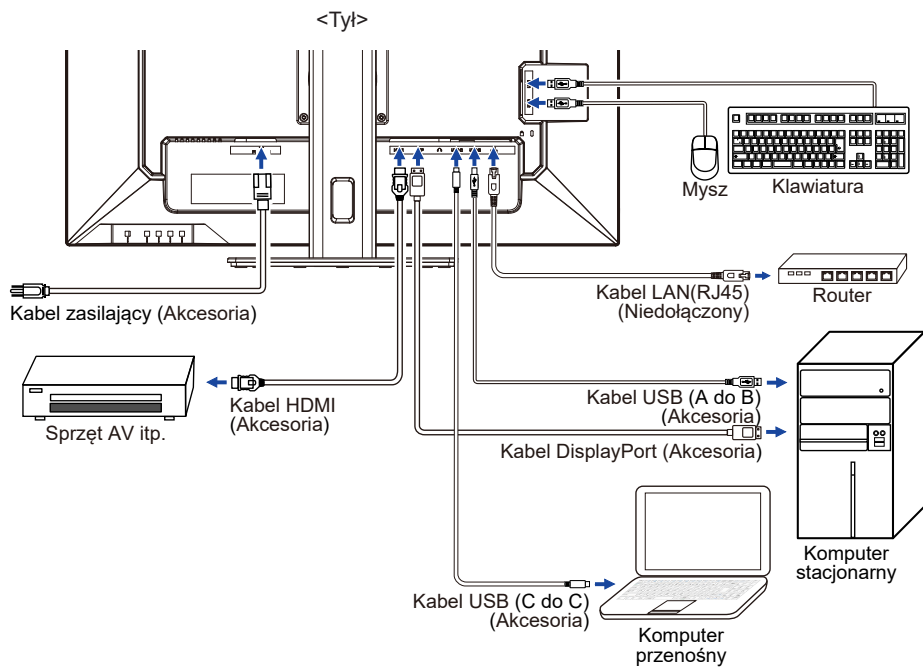 <Tył>
Mysz
Klawiatura
Kabel LAN(RJ45)
(Niedołączony)
Router
Kabel zasilający (Akcesoria)
Kabel HDMI
(Akcesoria)
Sprzęt AV itp.
Kabel USB (A do B)
(Akcesoria)
Kabel DisplayPort (Akcesoria)
Komputer
stacjonarny
Kabel USB (C do C)
(Akcesoria)
Komputer
przenośny